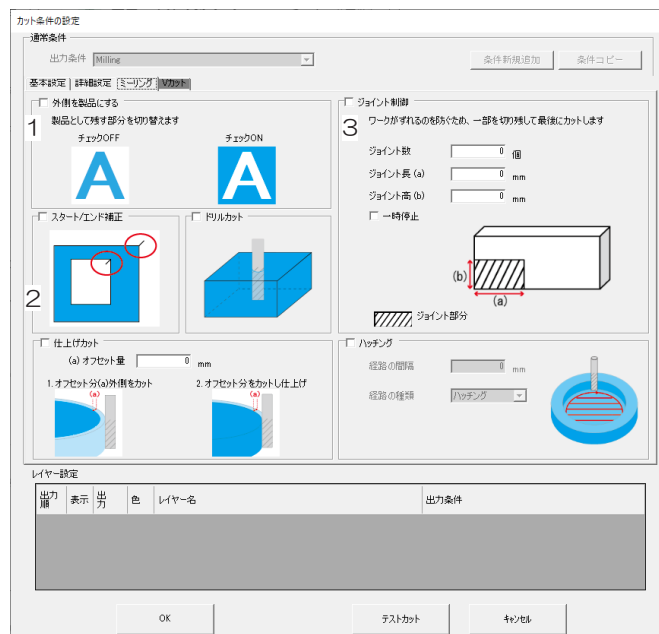 カット条件の設定
通常条件
出力条件 Milling 条件新規追加 条件コピー
基本設定 詳細設定 ミーリング Vカット
外側を製品にする
1
製品として残す部分を切り替えます
チェックOFF チェックON
A A
スタート/エンド補正
2
ドリルカット
仕上げカット
(a) オフセット量 0 mm
1. オフセット分(a)外側をカット 2. オフセット分をカットし仕上げ
(a) (a)
ジョイント制御
3
ワークがずれるのを防ぐため、一部を切り残して最後にカットします
ジョイント数 0 個
ジョイント長 (a) 0 mm
ジョイント高 (b) 0 mm
一時停止
(b)
(a)
ジョイント部分
ハッチング
経路の間隔 0 mm
経路の種類 ハッチング
レイヤー設定
出力順 表示 出力 色 レイヤー名 出力条件
OK テストカット キャンセル